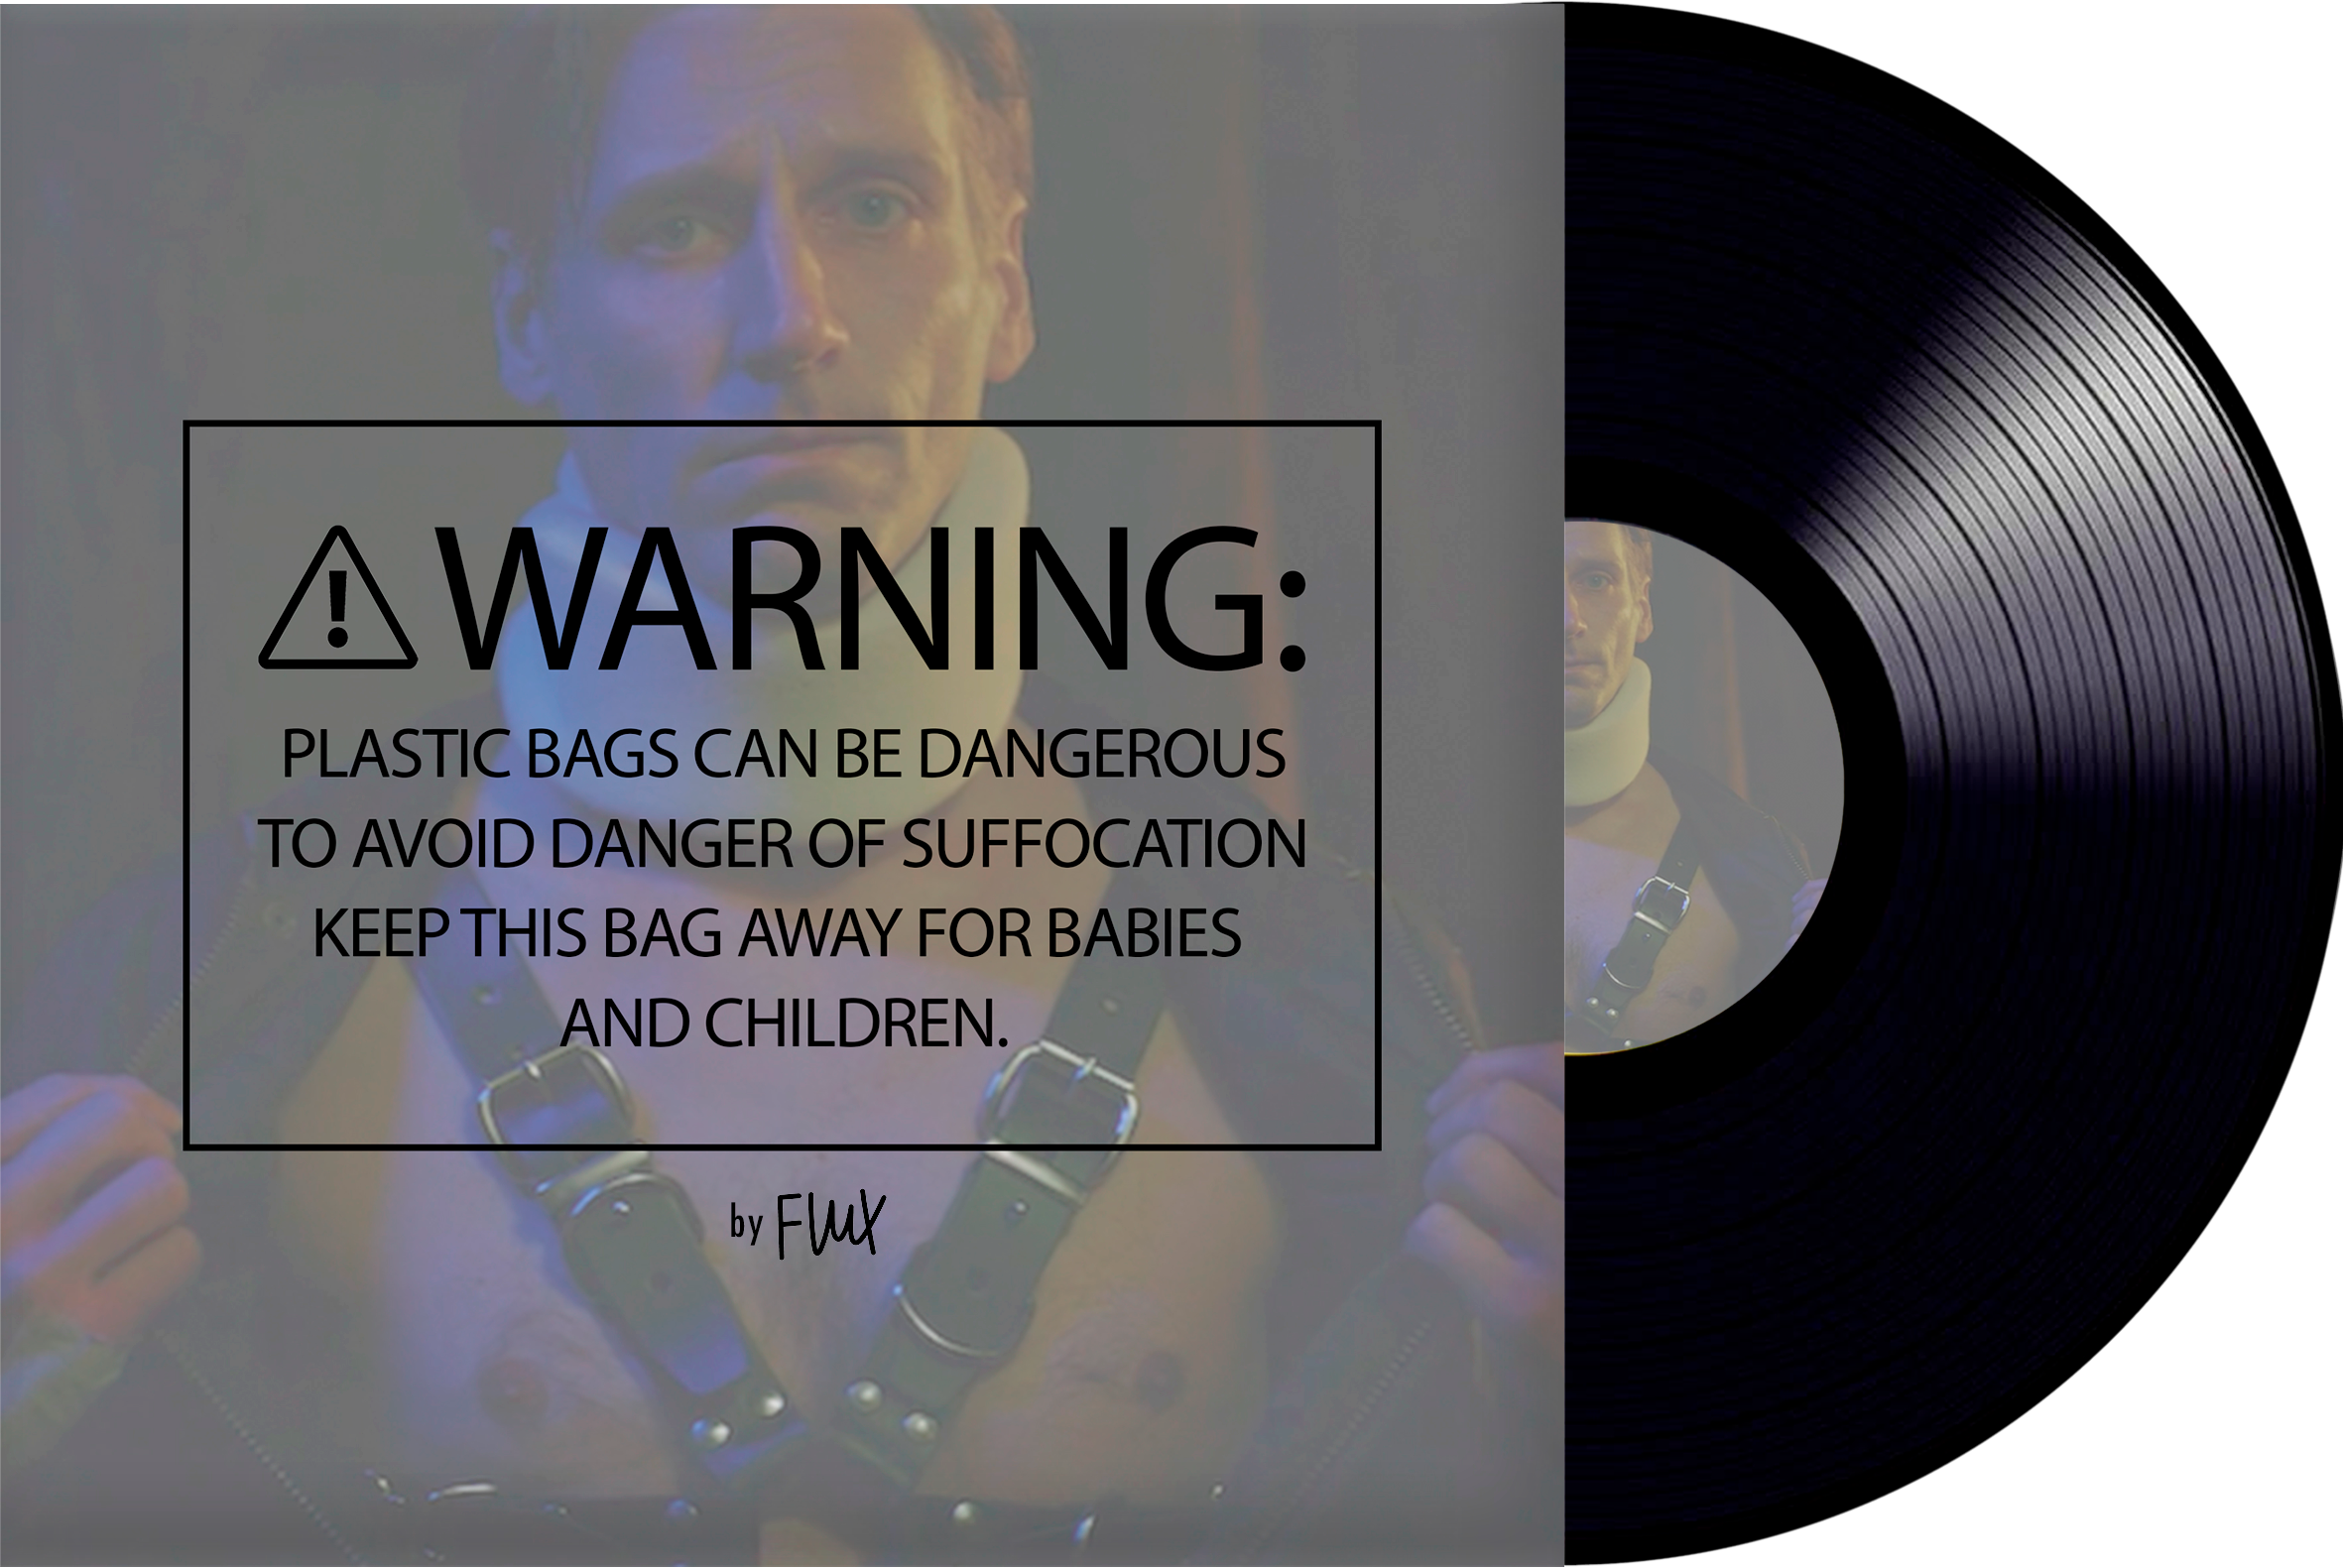 WARNING:
PLASTIC BAGS CAN BE DANGEROUS
TO AVOID DANGER OF SUFFOCATION
KEEP THIS BAG AWAY FOR BABIES
AND CHILDREN.
by FLUX